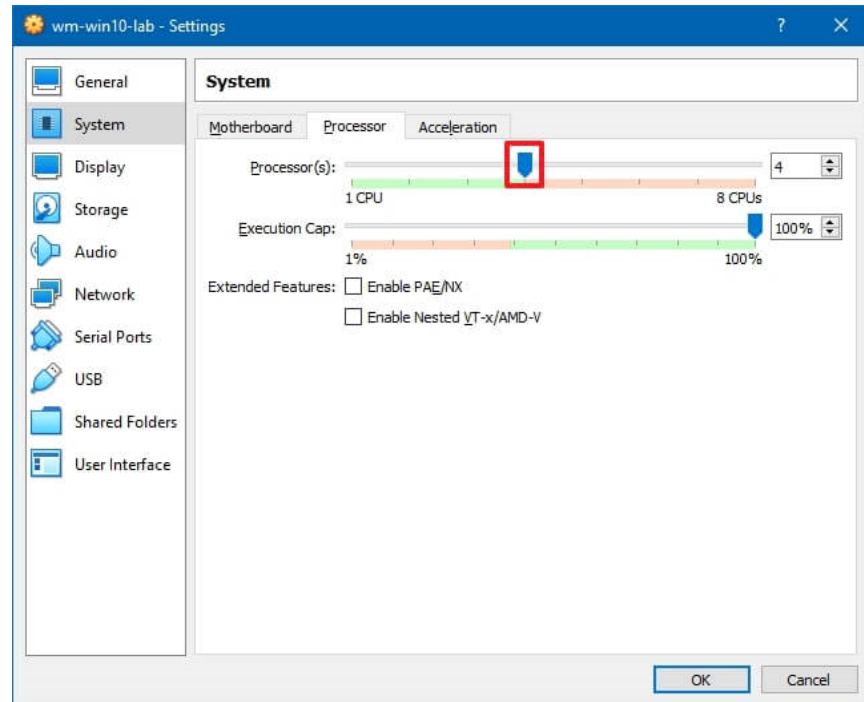 wm-win10-lab - Settings
General
System
Display
Storage
Audio
Network
Serial Ports
USB
Shared Folders
User Interface
System
Motherboard Processor Acceleration
Processor(s): 4
1 CPU 8 CPUs
Execution Cap: 100%
1% 100%
Extended Features: Enable PAE/NX
Enable Nested VT-x/AMD-V
OK Cancel